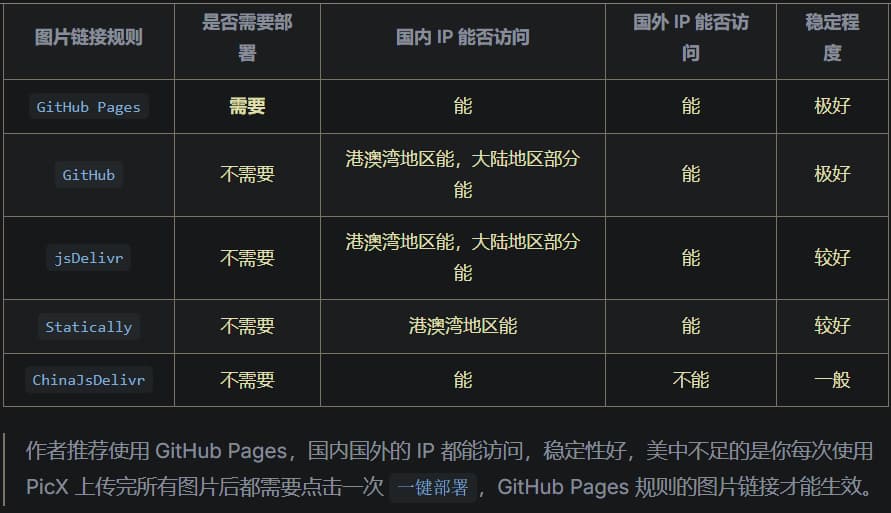 图片链接规则 是否需要部署 国内 IP 能否访问 国外 IP 能否访问 稳定程度
GitHub Pages 需要 能 能 极好
GitHub 不需要 港澳湾地区能，大陆地区部分能 能 极好
jsDelivr 不需要 港澳湾地区能，大陆地区部分能 能 较好
Statically 不需要 港澳湾地区能 能 较好
ChinaJsDelivr 不需要 能 不能 一般
作者推荐使用 GitHub Pages，国内国外的 IP 都能访问，稳定性好，美中不足的是你每次使用
PicX 上传完所有图片后都需要点击一次 一键部署 ，GitHub Pages 规则的图片链接才能生效。